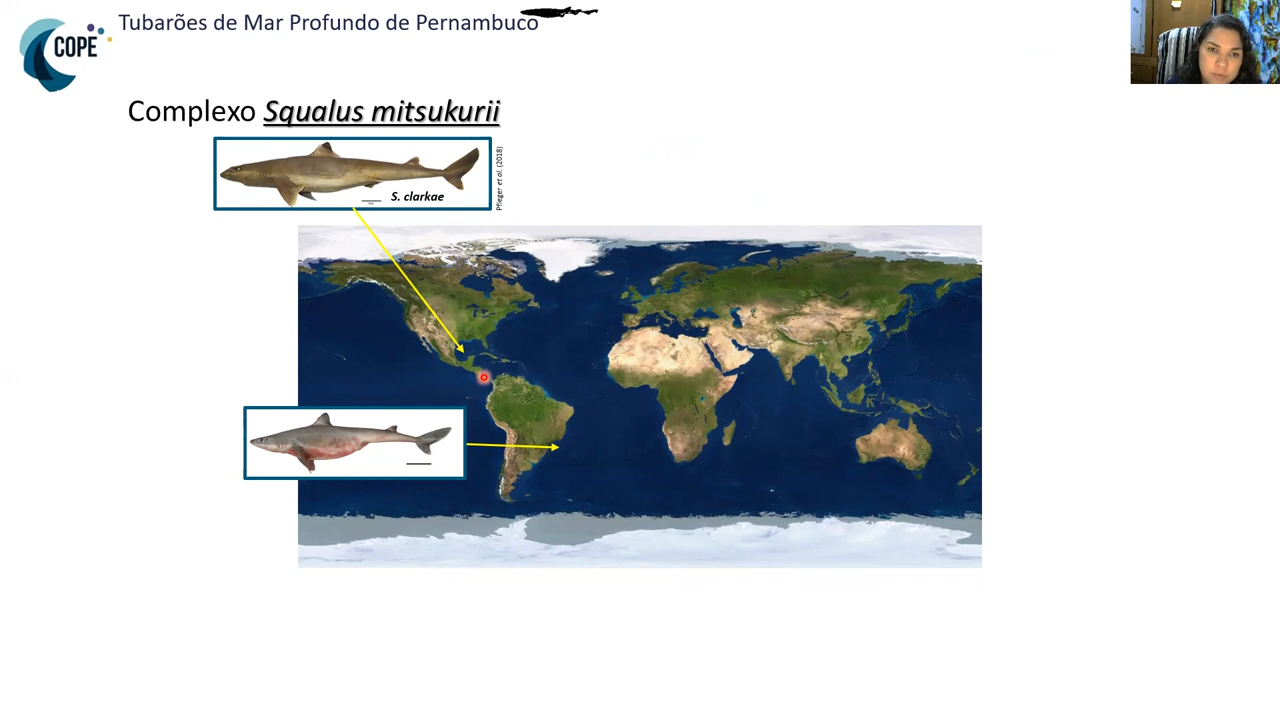 Tubarões de Mar Profundo de Pernambuco
COPE
Complexo Squalus mitsukurii
S. clarkae
Pfleger et al. (2018)